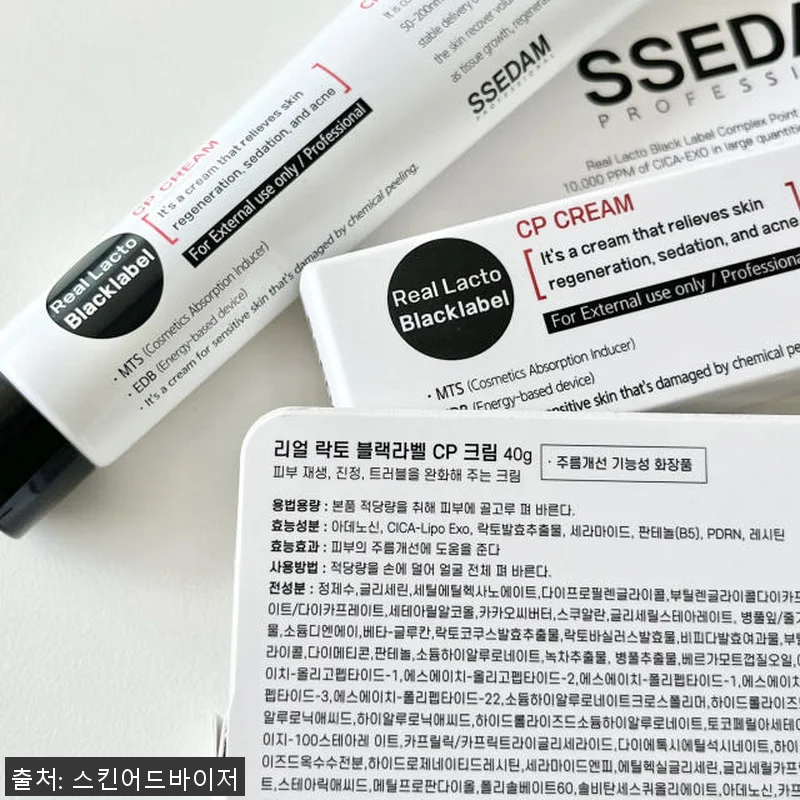 CP CREAM
It's a cream that relieves skin
regeneration, sedation, and acne
For External use only / Professional
Real Lacto
Blacklabel
· MTS (Cosmetics Absorption Inducer)
· EDB (Energy-based device)
· It's a cream for sensitive skin that's damaged by chemical peeling.
50-200nm
stable delivery
the skin recover volum
as tissue growth, regenera
SSEDAM
PROFESSIONAL
SSEDA
PROFESSI
Real Lacto Black Label Complex Point
10,000 PPM of CICA-EXO in large quantiti
CP CREAM
It's a cream that relieves skin
regeneration, sedation, and acne
For External use only / Professiona
Real Lacto
Blacklabel
· MTS (Cosmetics Absorption Inducer)
EDB (Energy-based device)
sensitive skin that's damaged by chemical pee
리얼 락토 블랙라벨 CP 크림 40g
· 주름개선 기능성 화장품
피부 재생, 진정, 트러블을 완화해 주는 크림
용법용량 : 본품 적당량을 취해 피부에 골고루 펴 바른다.
효능성분 : 아데노신, CICA-Lipo Exo, 락토발효추출물, 세라마이드, 판테놀(B5), PDRN, 레시틴
효능효과 : 피부의 주름개선에 도움을 준다
사용방법 : 적당량을 손에 덜어 얼굴 전체 펴 바른다.
전성분 : 정제수,글리세린,세틸에틸헥사노에이트,다이프로필렌글라이콜,부틸렌글라이콜다이카프
이트/다이카프레이트,세테아릴알코올,카카오씨버터,스쿠알란,글리세릴스테아레이트, 병풀잎/줄기
물,소듐디엔에이,베타-글루칸,락토코쿠스발효추출물,락토바실러스발효물,비피다발효여과물,부틸
라이콜,다이메티콘,판테놀,소듐하이알루로네이트,녹차추출물, 병풀추출물,베르가모트껍질오일,
이치-올리고펩타이드-1,에스에이치-올리고펩타이드-2,에스에이치-폴리펩타이드-1,에스에이치
펩타이드-3,에스에이치-폴리펩타이드-22,소듐하이알루로네이트크로스폴리머,하이드롤라이즈드
알루로닉애씨드,하이알루로닉애씨드,하이드롤라이즈드소듐하이알루로네이트,토코페릴아세테이
이지-100스테아레이트,카프릴릭/카프릭트라이글리세라이드,다이에톡시에틸석시네이트,하이
이즈드옥수수전분,하이드로제네이티드레시틴,세라마이드엔피,에틸헥실글리세린,글리세릴카프
트,스테아릭애씨드,메틸프로판다이올,폴리솔베이트60,솔비탄세스퀴올리에이트,아데노신,카프
출처: 스킨어드바이저